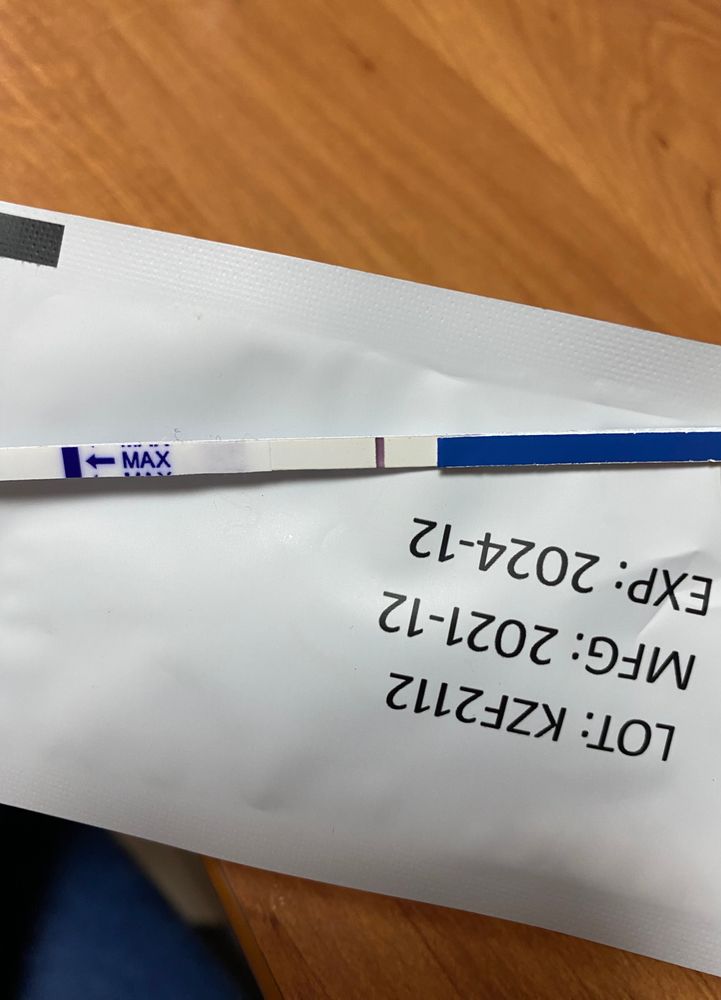 ← MAX
EXP: 2024-12
MFG: 2021-12
LOT: KZF2112